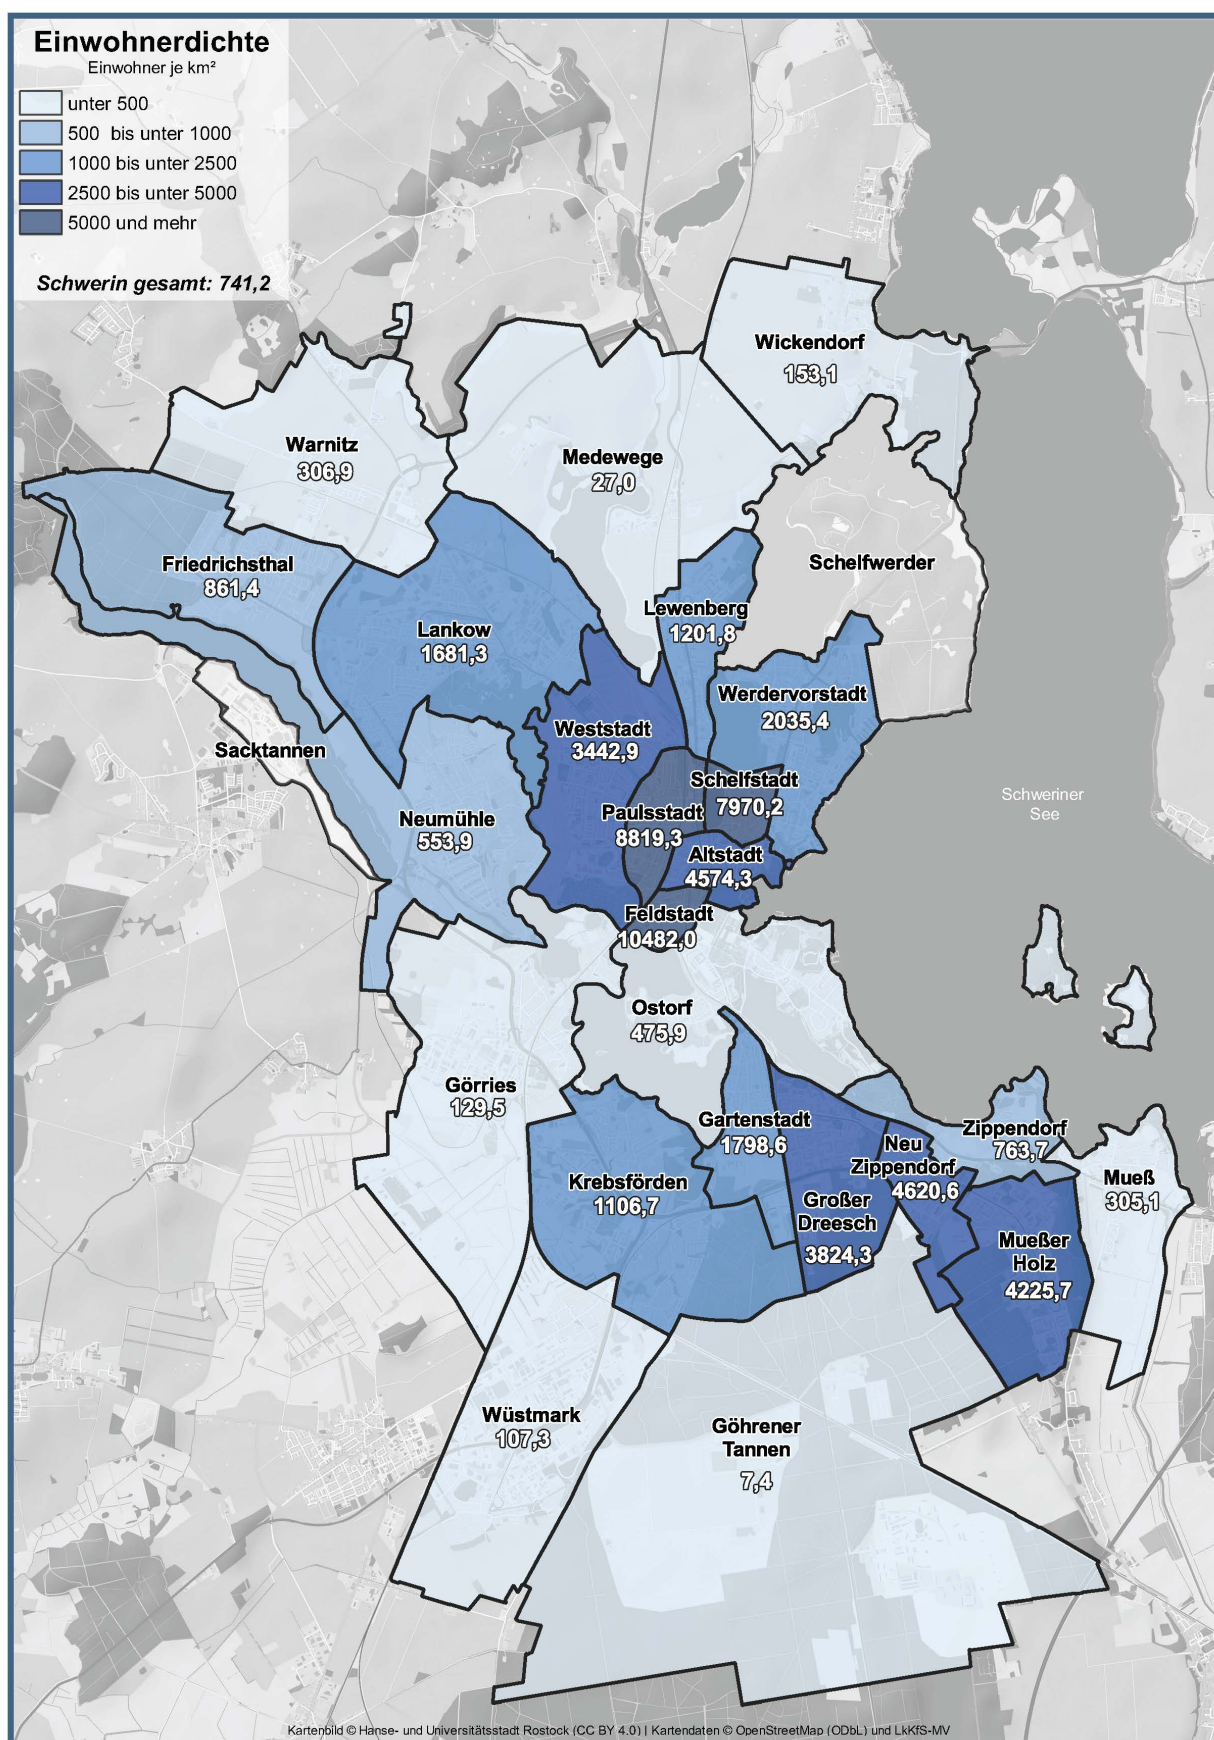 Einwohnerdichte
Einwohner je km²
unter 500
500 bis unter 1000
1000 bis unter 2500
2500 bis unter 5000
5000 und mehr
Schwerin gesamt: 741,2
Wickendorf
153,1
Warnitz
306,9
Medewege
27,0
Friedrichsthal
861,4
Schelfwerder
Lewenberg
1201,8
Lankow
1681,3
Werdervorstadt
2035,4
Weststadt
3442,9
Sacktannen
Schelfstadt
7970,2
Schweriner
See
Paulsstadt
8819,3
Neumühle
553,9
Altstadt
4574,3
Feldstadt
10482,0
Ostorf
475,9
Görries
129,5
Gartenstadt
1798,6
Zippendorf
763,7
Neu
Zippendorf
4620,6
Mueß
305,1
Krebsförden
1106,7
Großer
Dreesch
3824,3
Mueßer
Holz
4225,7
Wüstmark
107,3
Göhrener
Tannen
7,4
Kartenbild © Hanse- und Universitätsstadt Rostock (CC BY 4.0) | Kartendaten © OpenStreetMap (ODbL) und LkKfS-MV